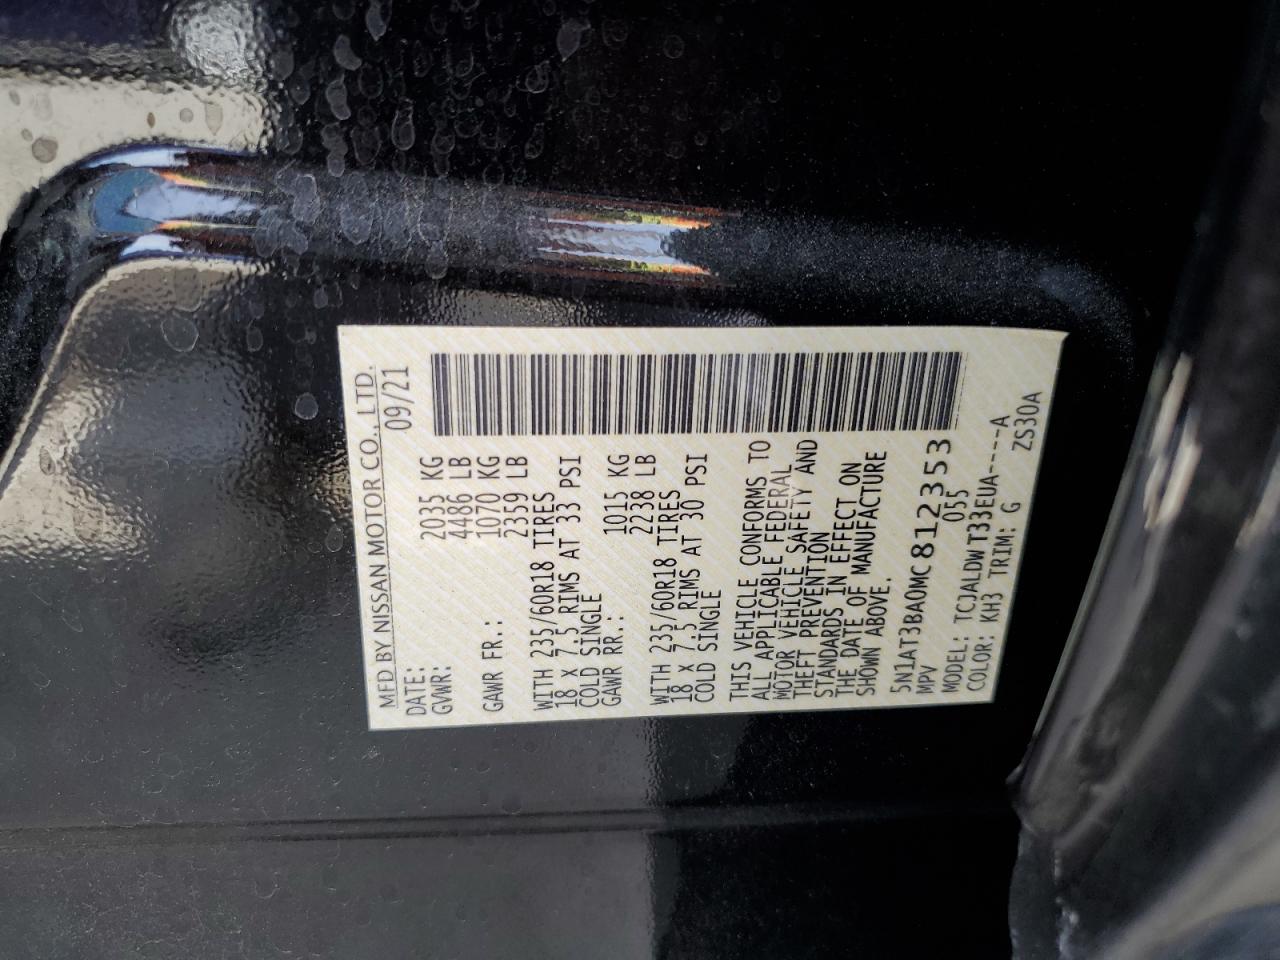 MFD BY NISSAN MOTOR CO., LTD.
DATE: 09/21
GVWR: 2035 KG
4486 LB
GAWR FR.: 1070 KG
2359 LB
WITH 235/60R18 TIRES
18 X 7.5 RIMS AT 33 PSI
COLD SINGLE
GAWR RR.: 1015 KG
2238 LB
WITH 235/60R18 TIRES
18 X 7.5 RIMS AT 30 PSI
COLD SINGLE
THIS VEHICLE CONFORMS TO
ALL APPLICABLE FEDERAL
MOTOR VEHICLE SAFETY AND
THEFT PREVENTION
STANDARDS IN EFFECT ON
THE DATE OF MANUFACTURE
SHOWN ABOVE.
5N1AT3BA0MC812353
MPV 055
MODEL: TCJALDWT33EUA----A
COLOR: KH3 TRIM: G ZS30A